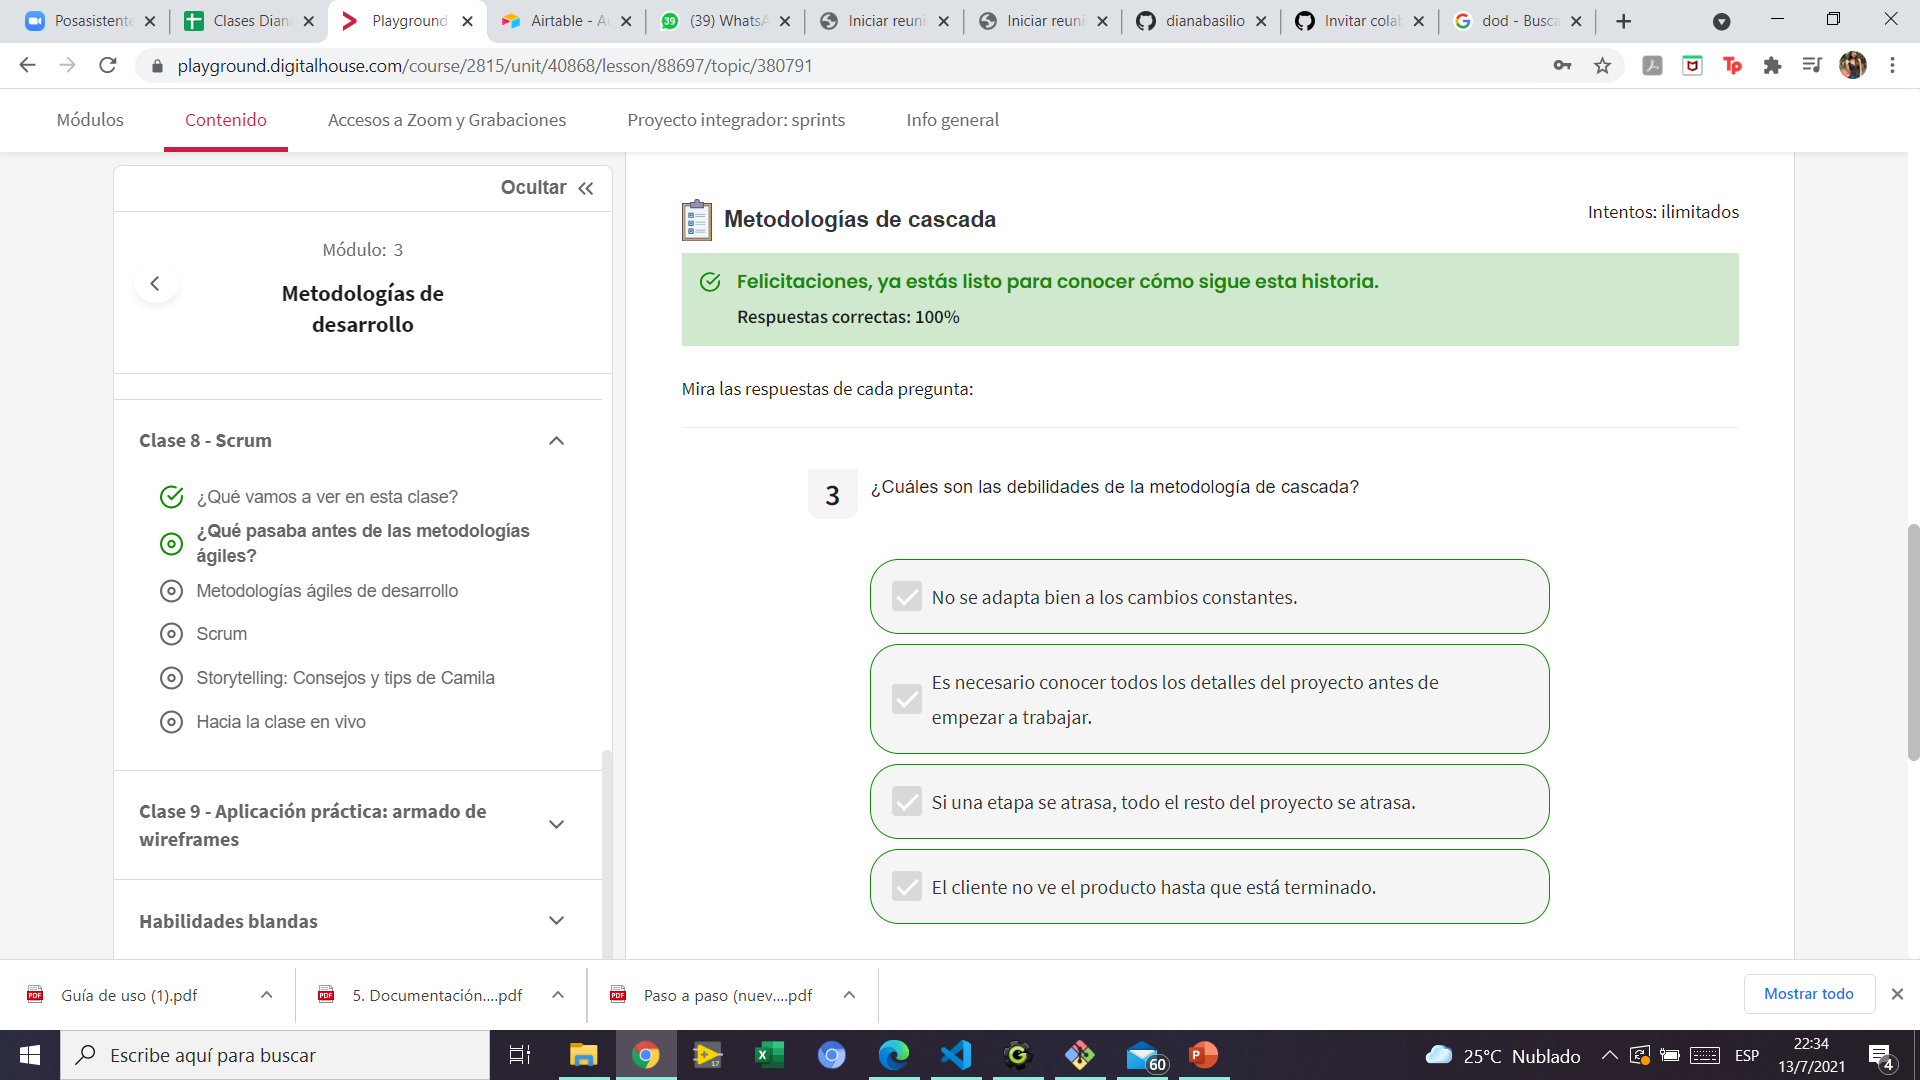 Posasistente
Clases Dian
Playground
Airtable - A
(39) WhatsA
Iniciar reuni
Iniciar reuni
dianabasilio
Invitar colab
dod - Busca
playground.digitalhouse.com/course/2815/unit/40868/lesson/88697/topic/380791
Módulos
Contenido
Accesos a Zoom y Grabaciones
Proyecto integrador: sprints
Info general
Ocultar
Módulo: 3
Metodologías de
desarrollo
Clase 8 - Scrum
¿Qué vamos a ver en esta clase?
¿Qué pasaba antes de las metodologías
ágiles?
Metodologías ágiles de desarrollo
Scrum
Storytelling: Consejos y tips de Camila
Hacia la clase en vivo
Clase 9 - Aplicación práctica: armado de
wireframes
Habilidades blandas
Metodologías de cascada
Intentos: ilimitados
Felicitaciones, ya estás listo para conocer cómo sigue esta historia.
Respuestas correctas: 100%
Mira las respuestas de cada pregunta:
3
¿Cuáles son las debilidades de la metodología de cascada?
No se adapta bien a los cambios constantes.
Es necesario conocer todos los detalles del proyecto antes de
empezar a trabajar.
Si una etapa se atrasa, todo el resto del proyecto se atrasa.
El cliente no ve el producto hasta que está terminado.
Guía de uso (1).pdf
5. Documentación....pdf
Paso a paso (nuev....pdf
Mostrar todo
Escribe aquí para buscar
60
25°C Nublado
ESP
22:34
13/7/2021
4